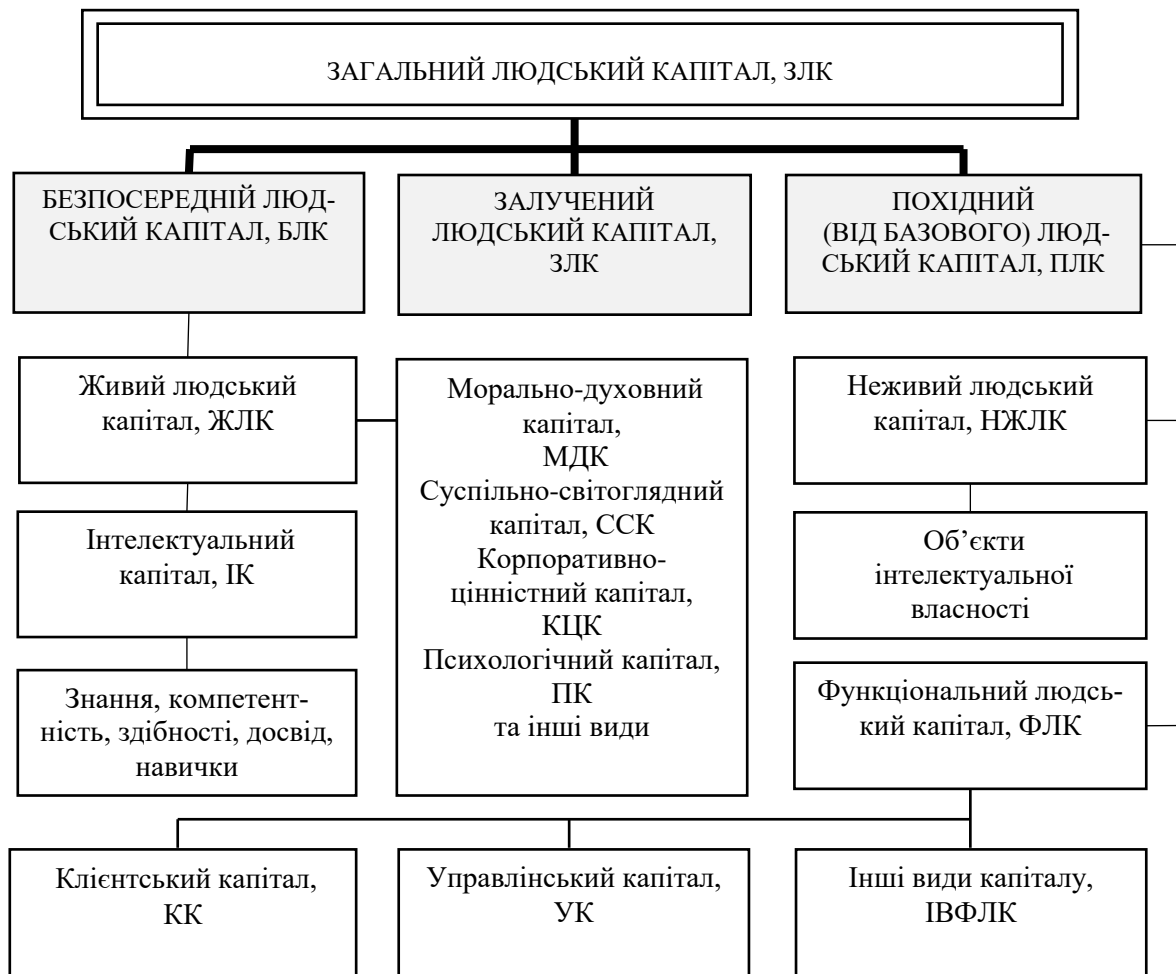 ЗАГАЛЬНИЙ ЛЮДСЬКИЙ КАПІТАЛ, ЗЛК
БЕЗПОСЕРЕДНІЙ ЛЮД-
СЬКИЙ КАПІТАЛ, БЛК
ЗАЛУЧЕНИЙ
ЛЮДСЬКИЙ КАПІТАЛ,
ЗЛК
ПОХІДНИЙ
(ВІД БАЗОВОГО) ЛЮД-
СЬКИЙ КАПІТАЛ, ПЛК
Живий людський
капітал, ЖЛК
Інтелектуальний
капітал, ІК
Знання, компетент-
ність, здібності, досвід,
навички
Морально-духовний
капітал,
МДК
Суспільно-світоглядний
капітал, ССК
Корпоративно-
цінністний капітал,
КЦК
Психологічний капітал,
ПК
та інші види
Неживий людський
капітал, НЖЛК
Об’єкти
інтелектуальної
власності
Функціональний людсь-
кий капітал, ФЛК
Клієнтський капітал,
КК
Управлінський капітал,
УК
Інші види капіталу,
ІВФЛК